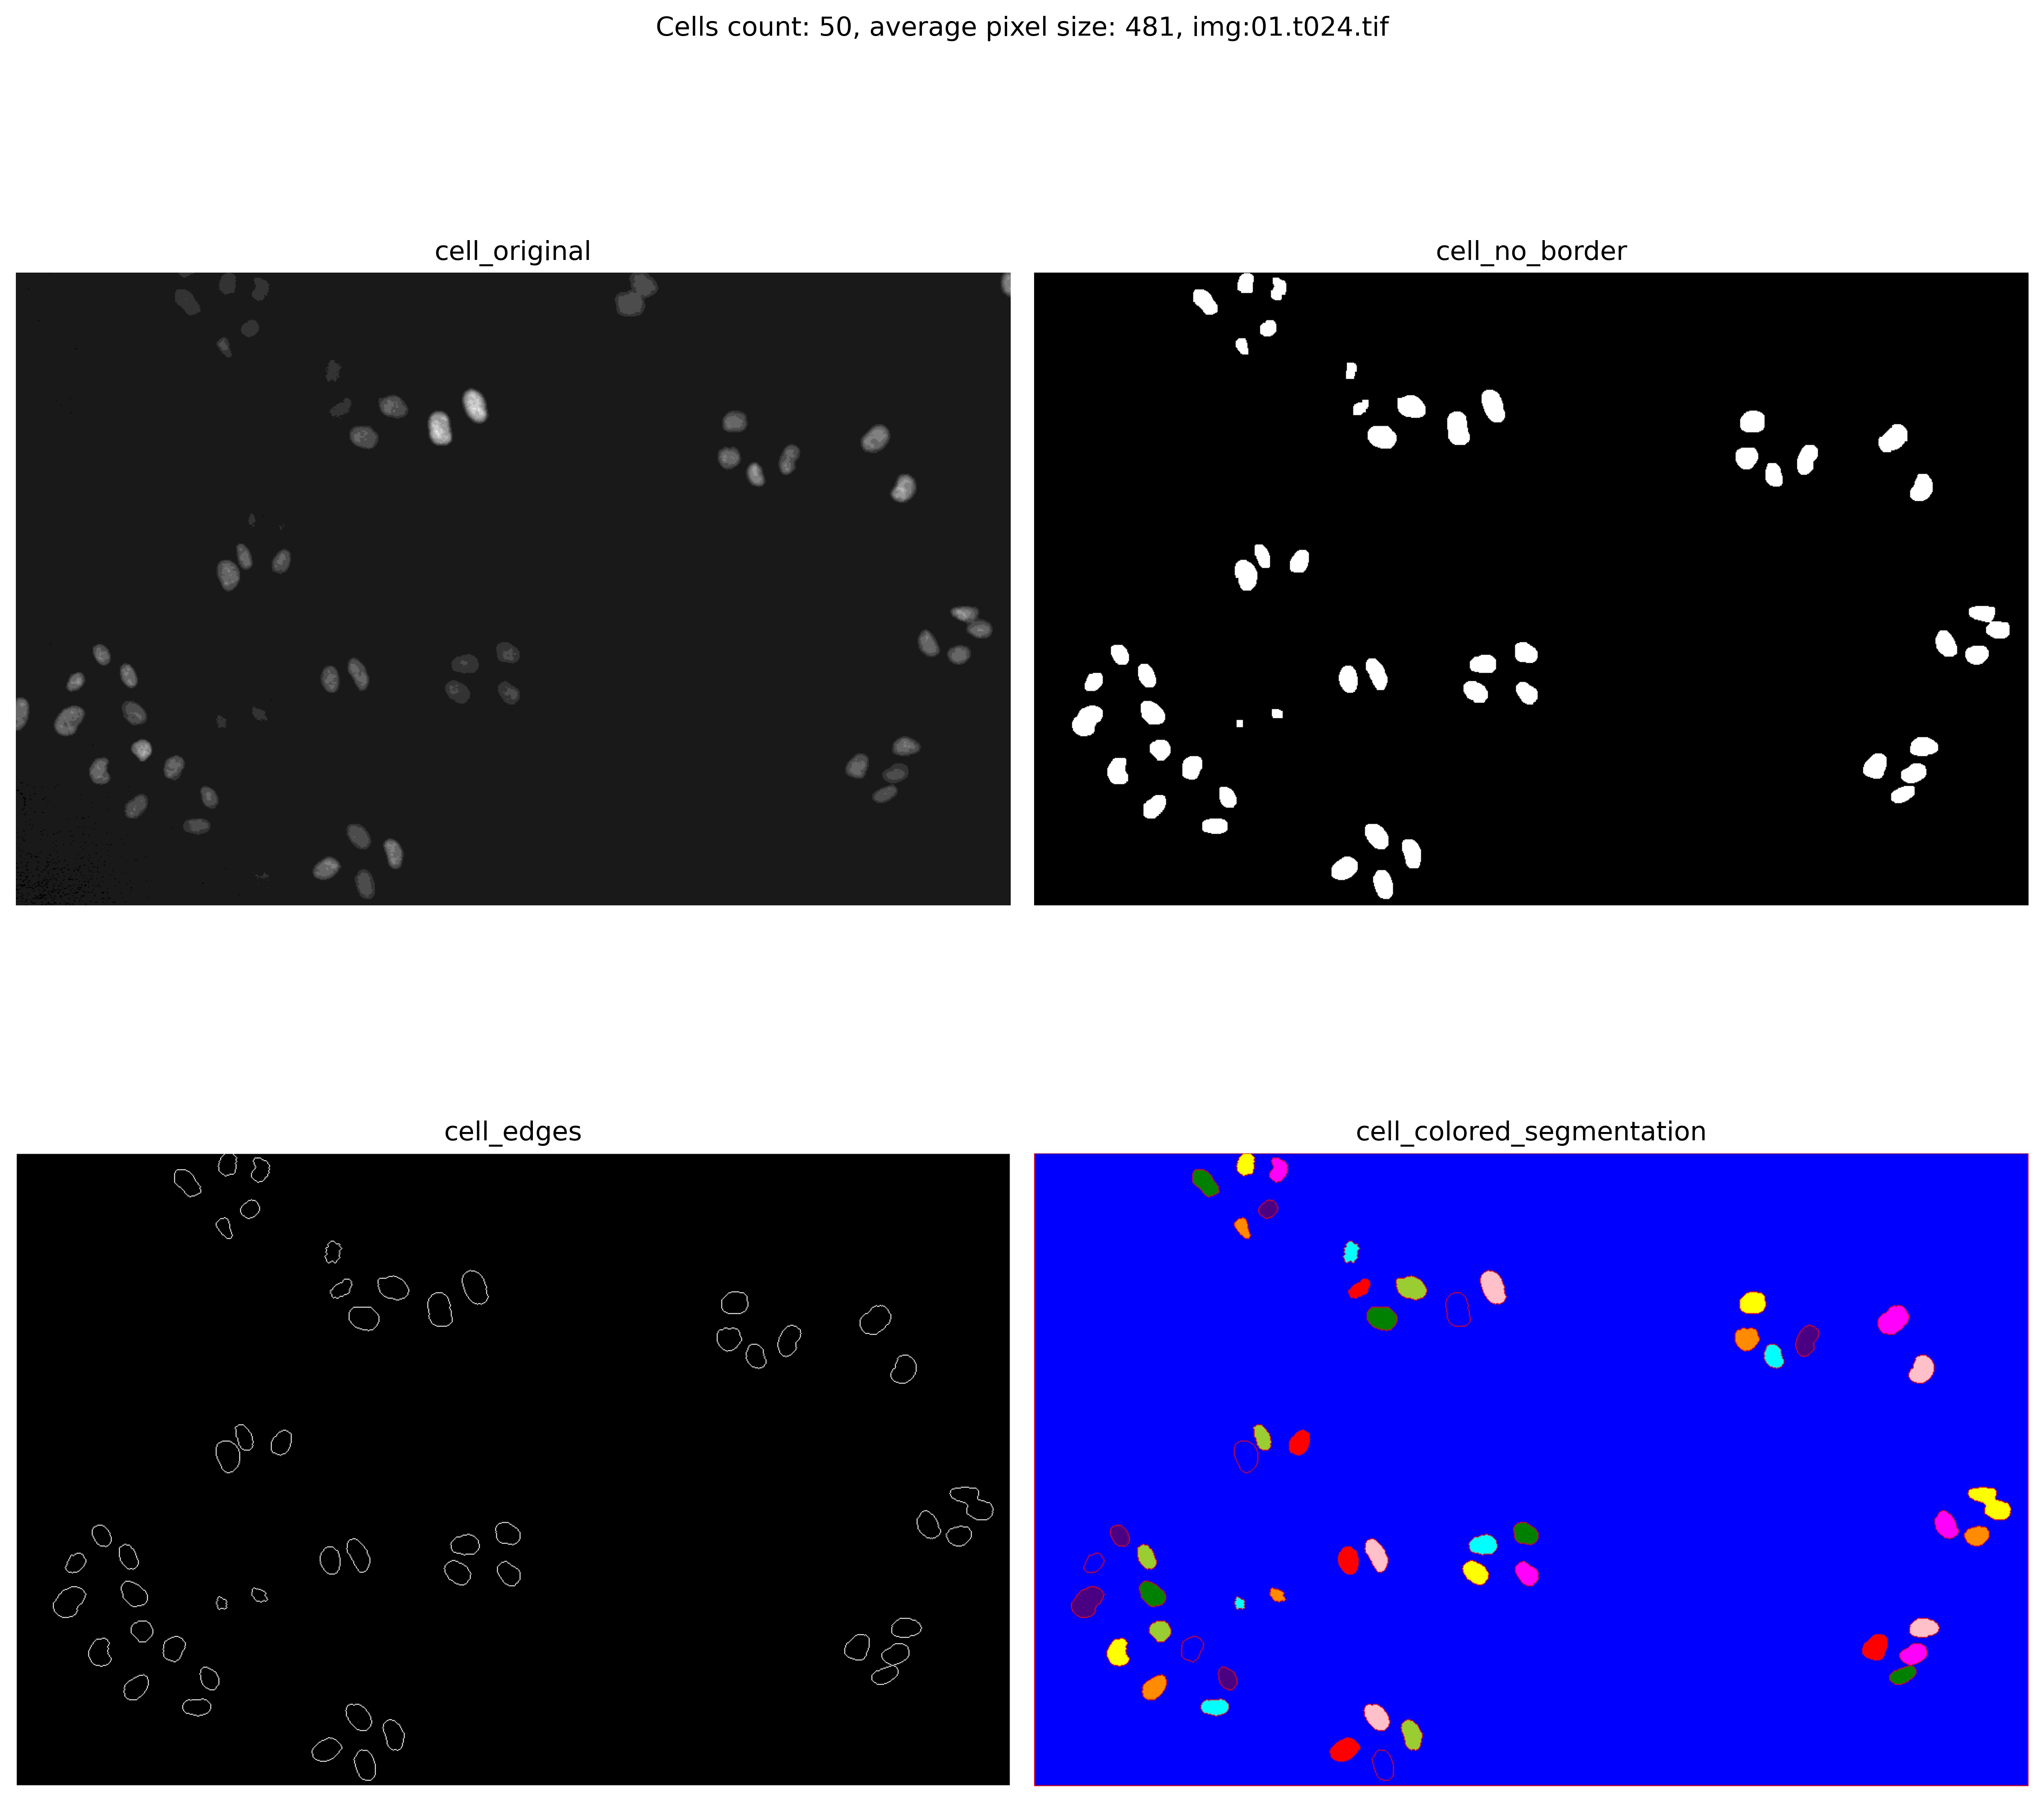 Cells count: 50, average pixel size: 481, img:01.t024.tif
cell_original
cell_no_border
cell_edges
cell_colored_segmentation